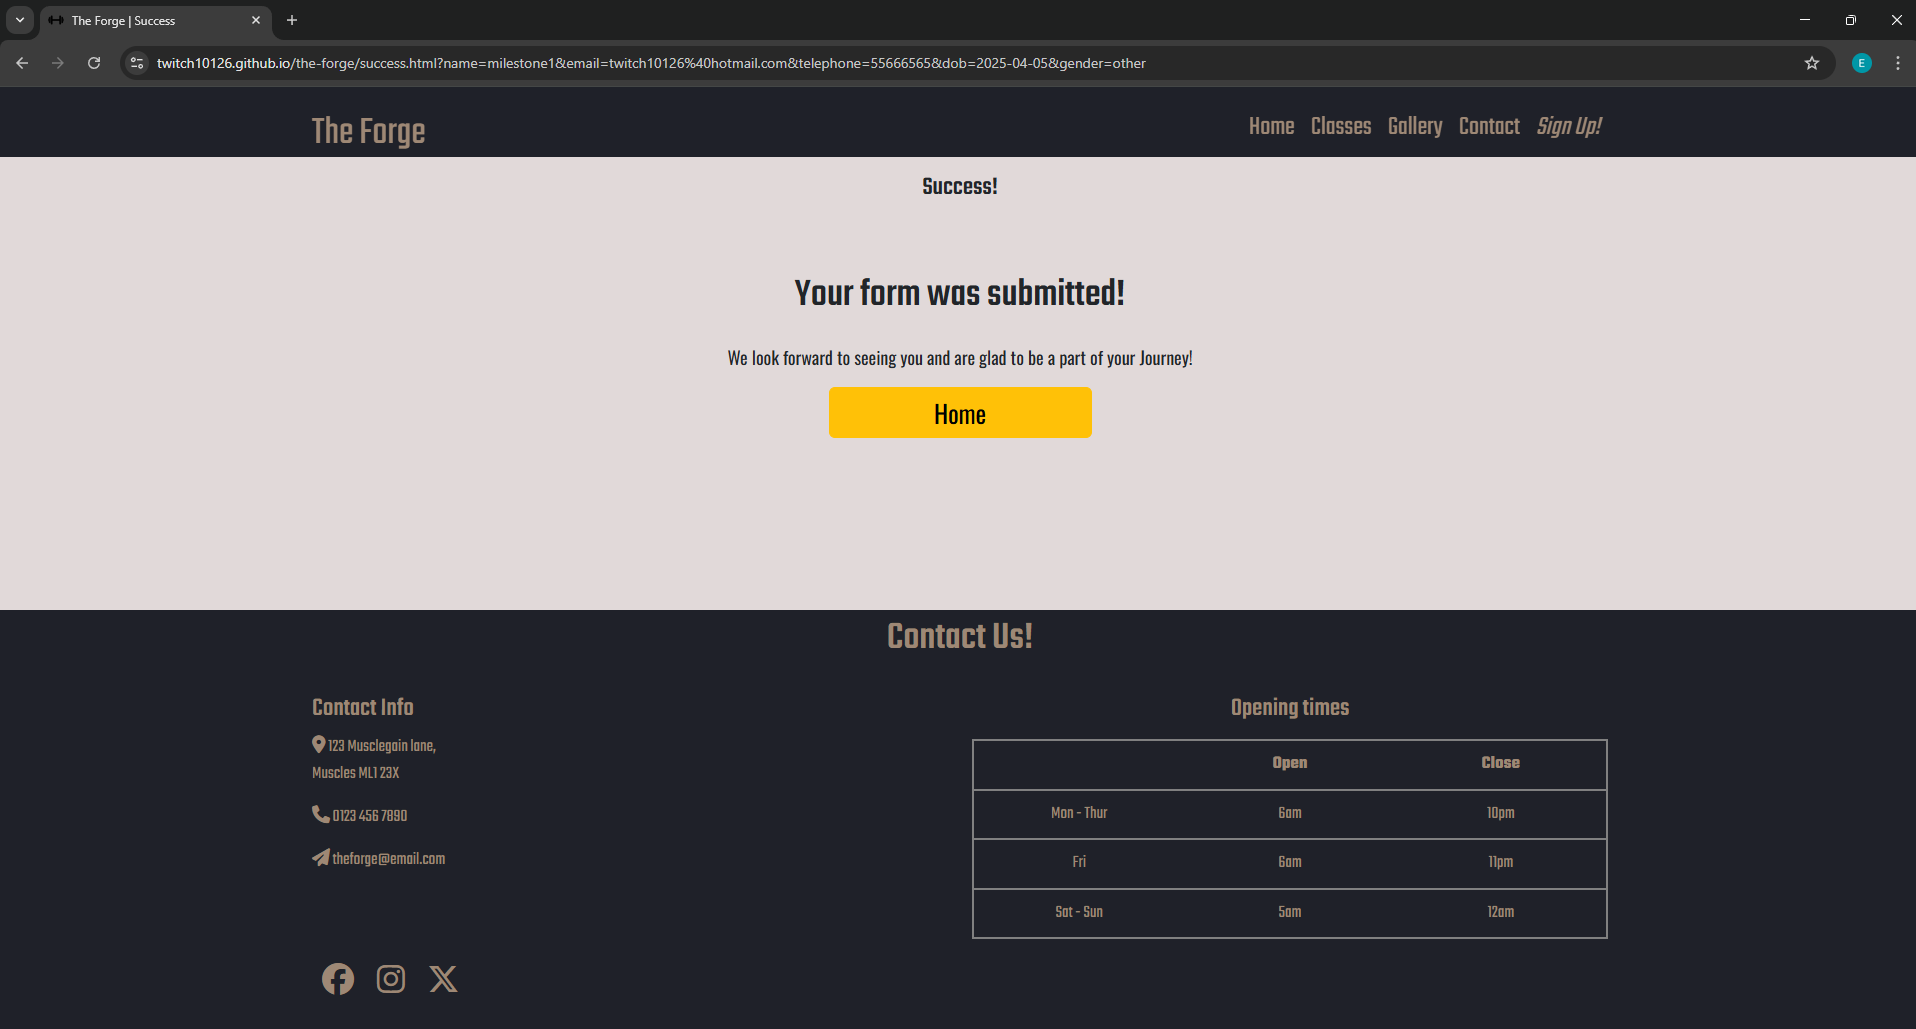 The Forge | Success
twitch10126.github.io/the-forge/success.html?name=milestone1&email=twitch10126%40hotmail.com&telephone=55666565&dob=2025-04-05&gender=other
E
The Forge
Home Classes Gallery Contact Sign Up!
Success!
Your form was submitted!
We look forward to seeing you and are glad to be a part of your Journey!
Home
Contact Us!
Contact Info
123 Musclegain lane,
Muscles ML1 23X
0123 456 7890
theforge@email.com
Opening times
Open Close
Mon - Thur 6am 10pm
Fri 6am 11pm
Sat - Sun 5am 12am